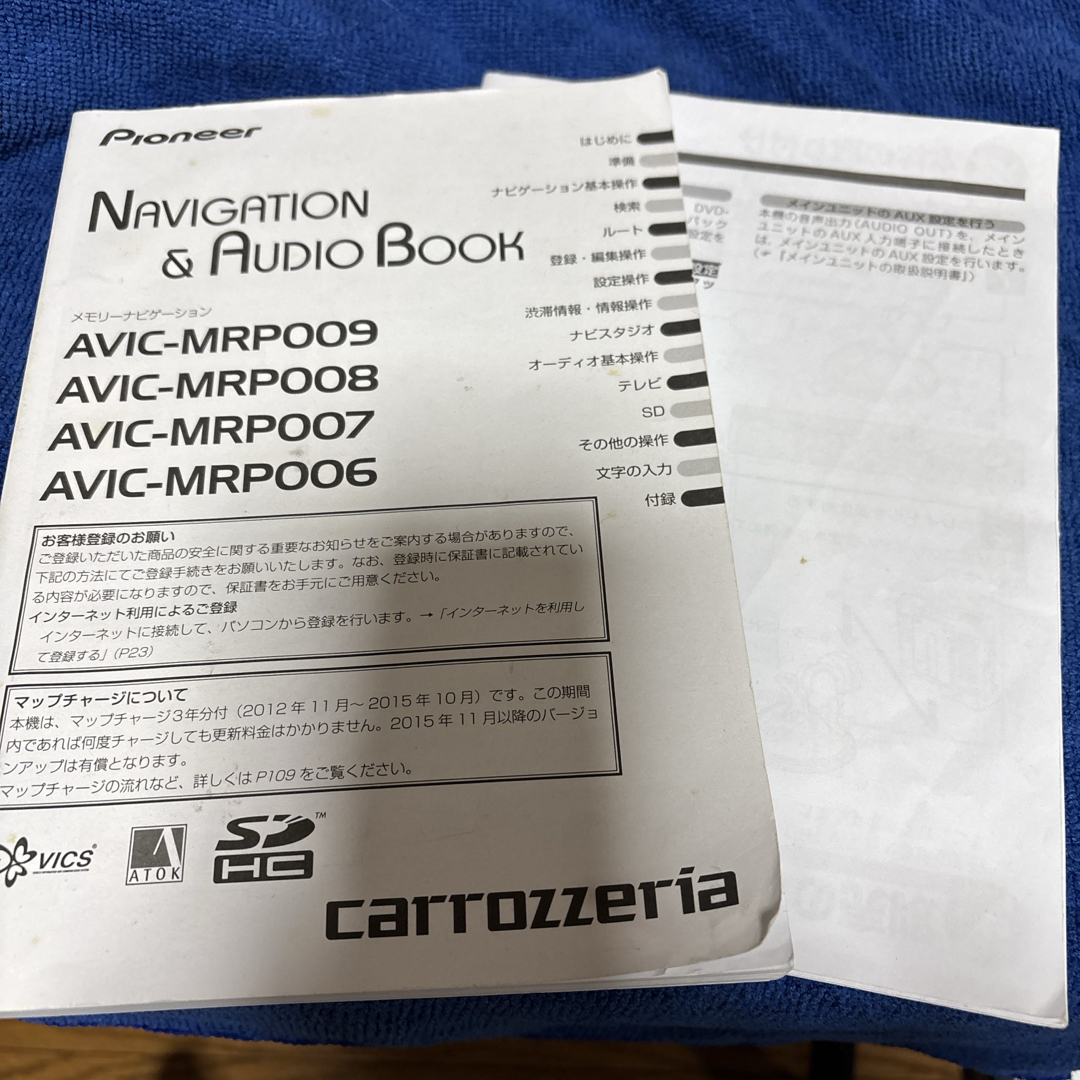 Pioneer
NAVIGATION
& AUDIO BOOK
メモリーナビゲーション
AVIC-MRP009
AVIC-MRP008
AVIC-MRP007
AVIC-MRP006
はじめに
準備
ナビゲーション基本操作
検索
ルート
登録・編集操作
設定操作
渋滞情報・情報操作
ナビスタジオ
オーディオ基本操作
テレビ
SD
その他の操作
文字の入力
付録
お客様登録のお願い
ご登録いただいた商品の安全に関する重要なお知らせをご案内する場合がありますので、
下記の方法にてご登録手続きをお願いいたします。なお、登録時に保証書に記載されてい
る内容が必要になりますので、保証書をお手元にご用意ください。
インターネット利用によるご登録
インターネットに接続して、パソコンから登録を行います。→「インターネットを利用し
て登録する」(P23)
マップチャージについて
本機は、マップチャージ3年分付（2012年11月～2015年10月）です。この期間
内であれば何度チャージしても更新料金はかかりません。2015年11月以降のバージョ
ンアップは有償となります。
マップチャージの流れなど、詳しくはP109をご覧ください。
VICS®
ATOK
SD™
HC
carrozzeria
DVD-
パック
設定を
設定
メインユニットのAUX設定を行う
本機の音声出力(AUDIO OUT)を、メイン
ユニットのAUX入力端子に接続したとき
は、メインユニットのAUX設定を行います。
(→『メインユニットの取扱説明書』)